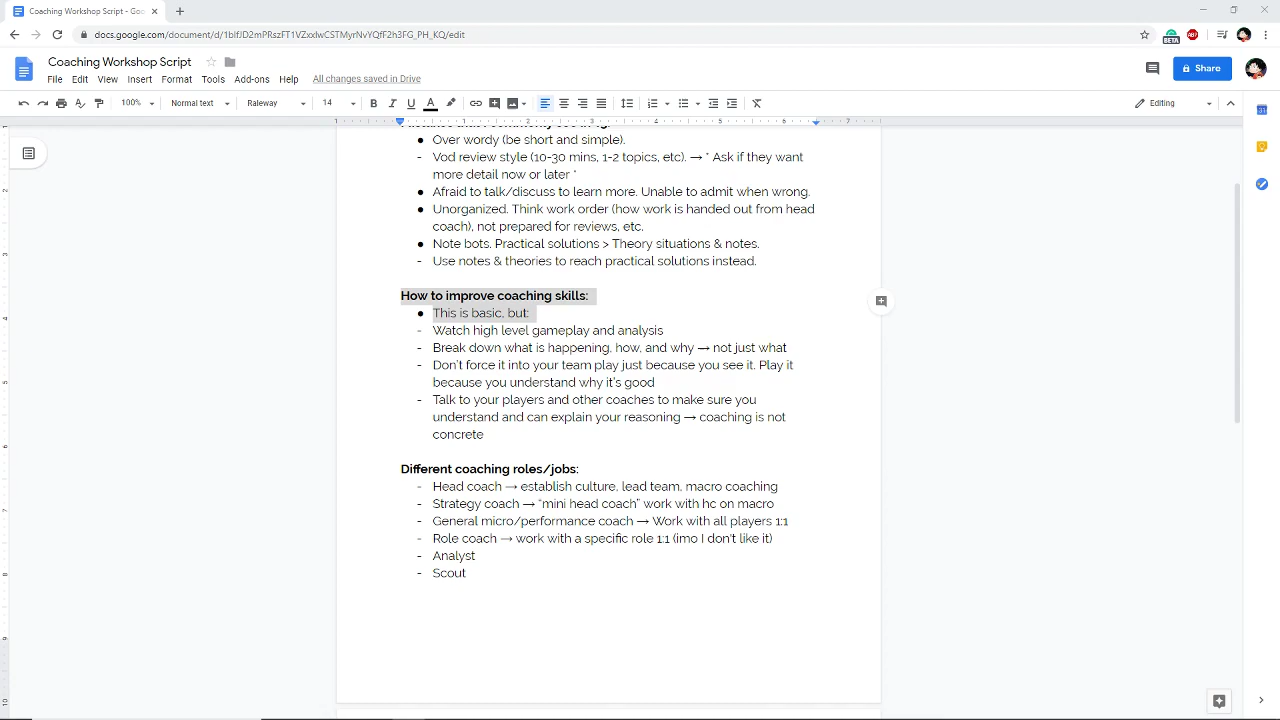 Coaching Workshop Script - Goo
docs.google.com/document/d/1blfJD2mPRszFT1VZxxlwCSTMyrNvYQfF2h3FG_PH_KQ/edit
BETA
Coaching Workshop Script
File Edit View Insert Format Tools Add-ons Help All changes saved in Drive
Share
100% Normal text Raleway 14 B I U A Editing
1 1 2 3 4 5 6 7
● Over wordy (be short and simple).
- Vod review style (10-30 mins, 1-2 topics, etc). → * Ask if they want
more detail now or later *
● Afraid to talk/discuss to learn more. Unable to admit when wrong.
● Unorganized. Think work order (how work is handed out from head
coach), not prepared for reviews, etc.
● Note bots. Practical solutions > Theory situations & notes.
- Use notes & theories to reach practical solutions instead.
How to improve coaching skills:
● This is basic, but:
- Watch high level gameplay and analysis
- Break down what is happening, how, and why → not just what
- Don't force it into your team play just because you see it. Play it
because you understand why it's good
- Talk to your players and other coaches to make sure you
understand and can explain your reasoning → coaching is not
concrete
Different coaching roles/jobs:
- Head coach → establish culture, lead team, macro coaching
- Strategy coach → “mini head coach” work with hc on macro
- General micro/performance coach → Work with all players 1:1
- Role coach → work with a specific role 1:1 (imo I don't like it)
- Analyst
- Scout